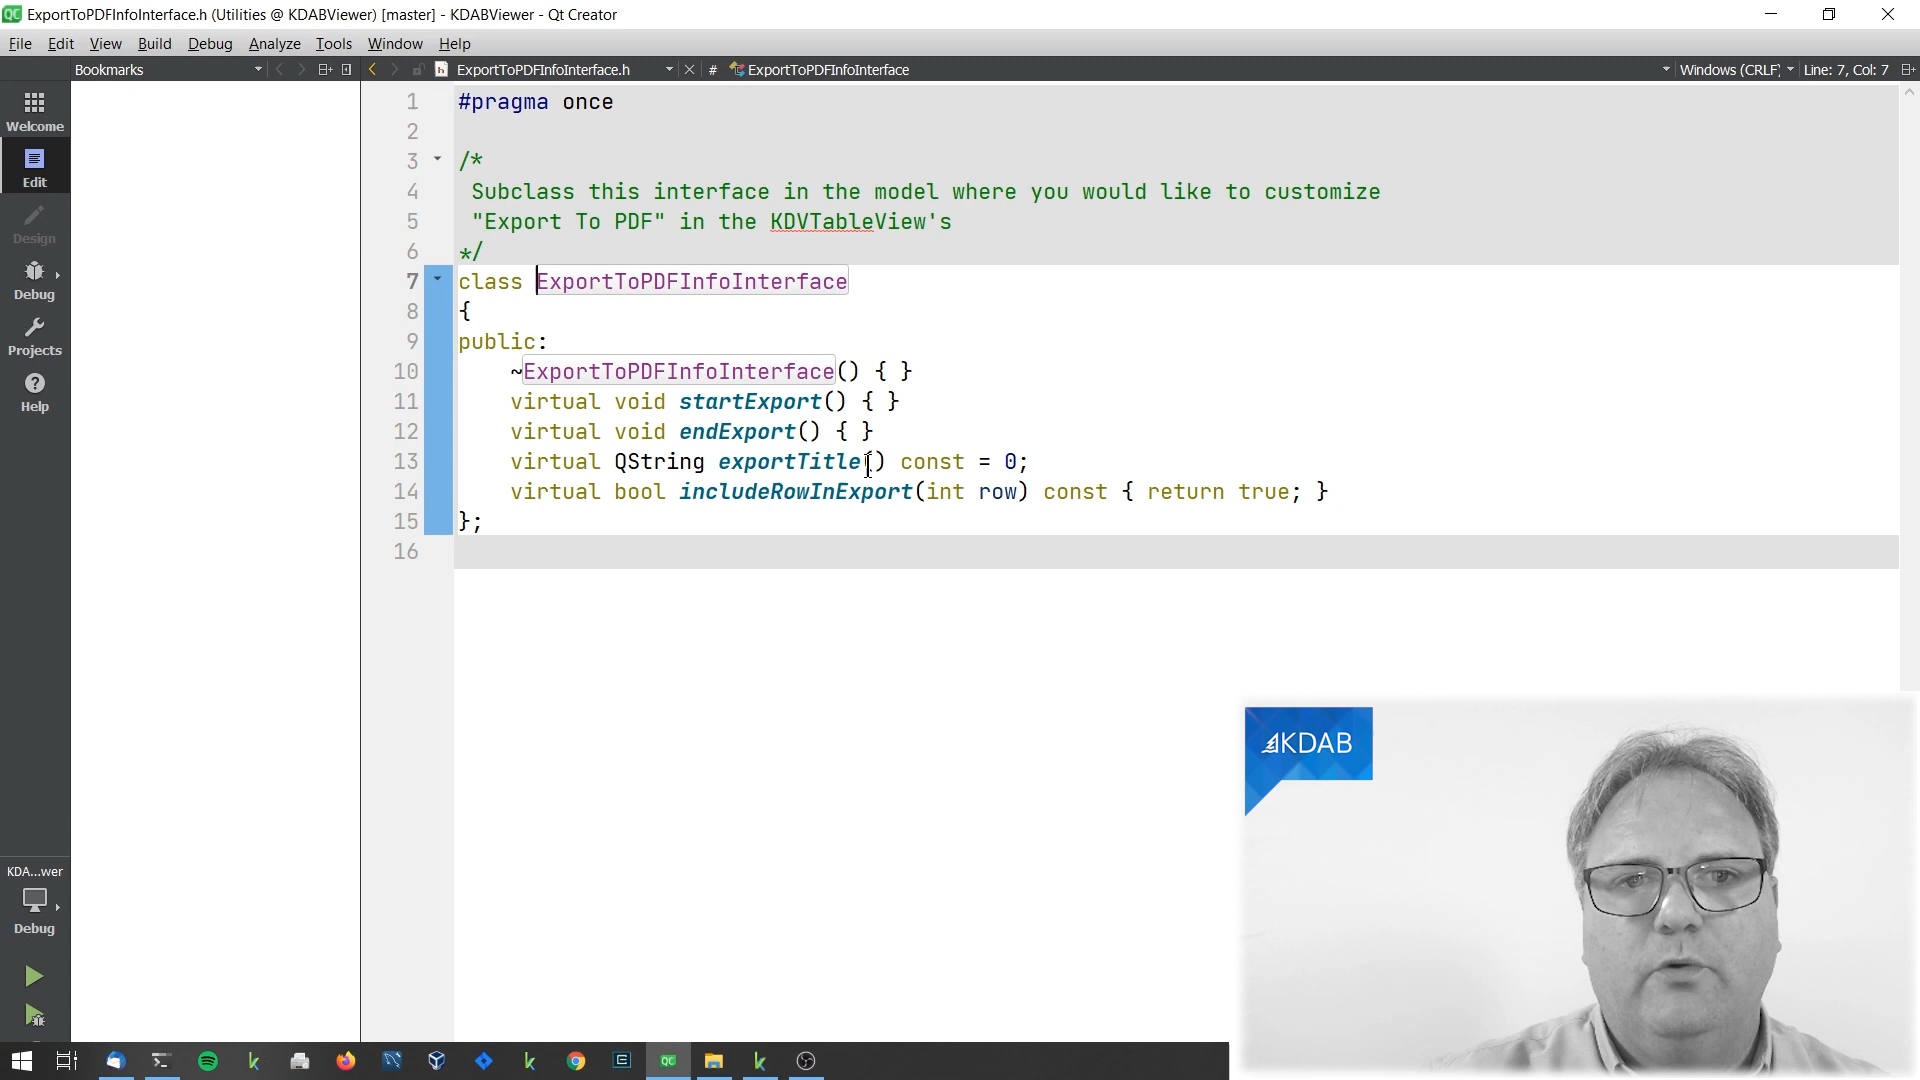 ExportToPDFInfoInterface.h (Utilities @ KDABViewer) [master] - KDABViewer - Qt Creator
File Edit View Build Debug Analyze Tools Window Help
Bookmarks ExportToPDFInfoInterface.h # ExportToPDFInfoInterface Windows (CRLF) Line: 7, Col: 7
Welcome
Edit
Design
Debug
Projects
Help
KDA...wer
Debug
1 #pragma once
2
3 /*
4 Subclass this interface in the model where you would like to customize
5 "Export To PDF" in the KDVTableView's
6 */
7 class ExportToPDFInfoInterface
8 {
9 public:
10 ~ExportToPDFInfoInterface() { }
11 virtual void startExport() { }
12 virtual void endExport() { }
13 virtual QString exportTitle() const = 0;
14 virtual bool includeRowInExport(int row) const { return true; }
15 };
16
KDAB
QC